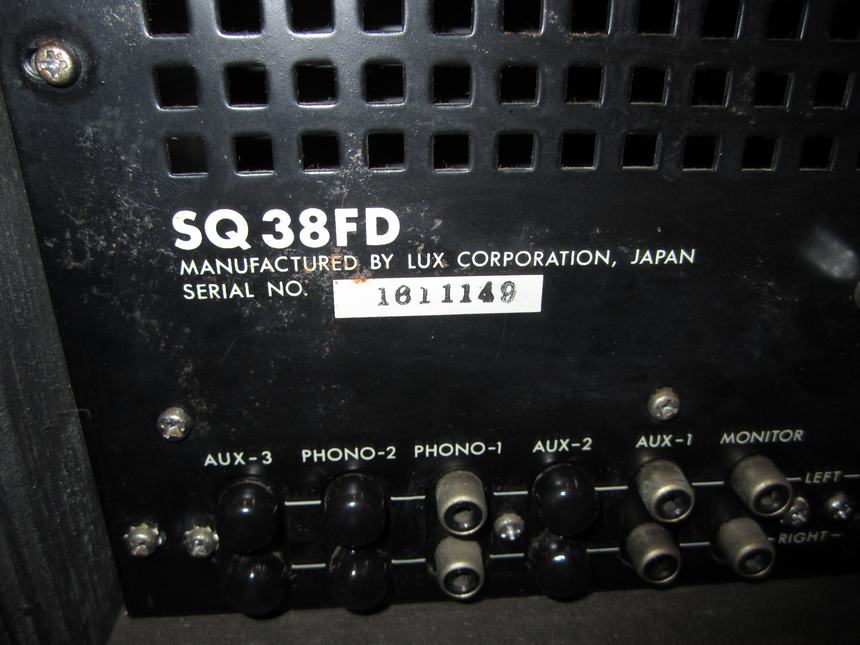 SQ 38FD
MANUFACTURED BY LUX CORPORATION, JAPAN
SERIAL NO. 1611149
AUX-3 PHONO-2 PHONO-1 AUX-2 AUX-1 MONITOR
LEFT
RIGHT